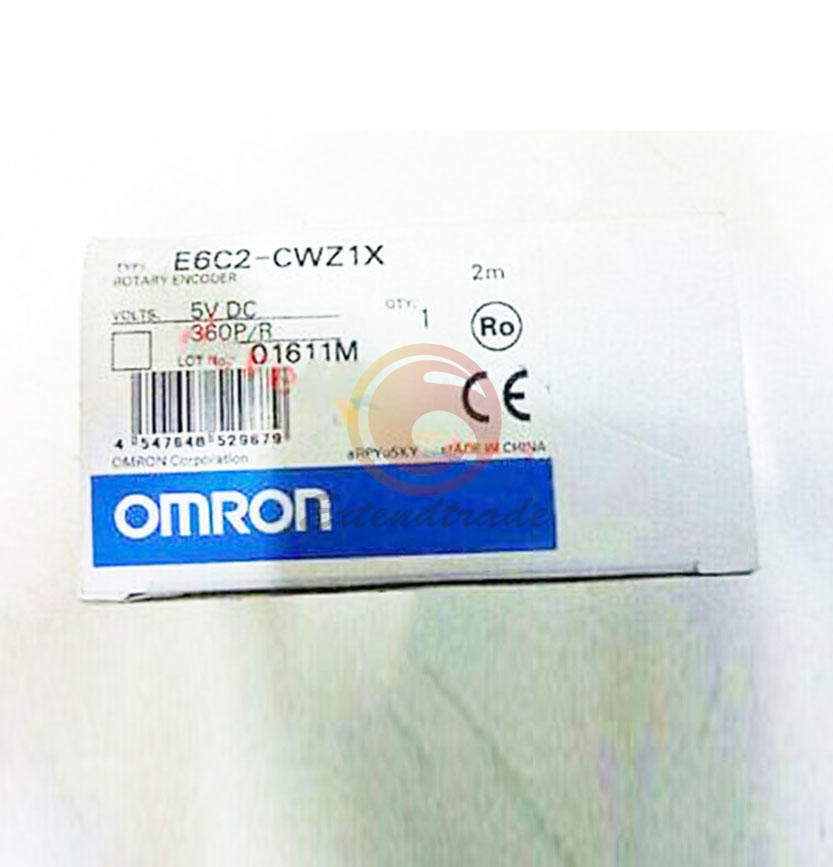 TYPE E6C2-CWZ1X
ROTARY ENCODER
2m
VOLTS. 5V DC
QTY. 1
360P/R
Ro
LOT No. 01611M
CE
4 547648 529679
OMRON Corporation
MADE IN CHINA
OMRON
Extendtrade